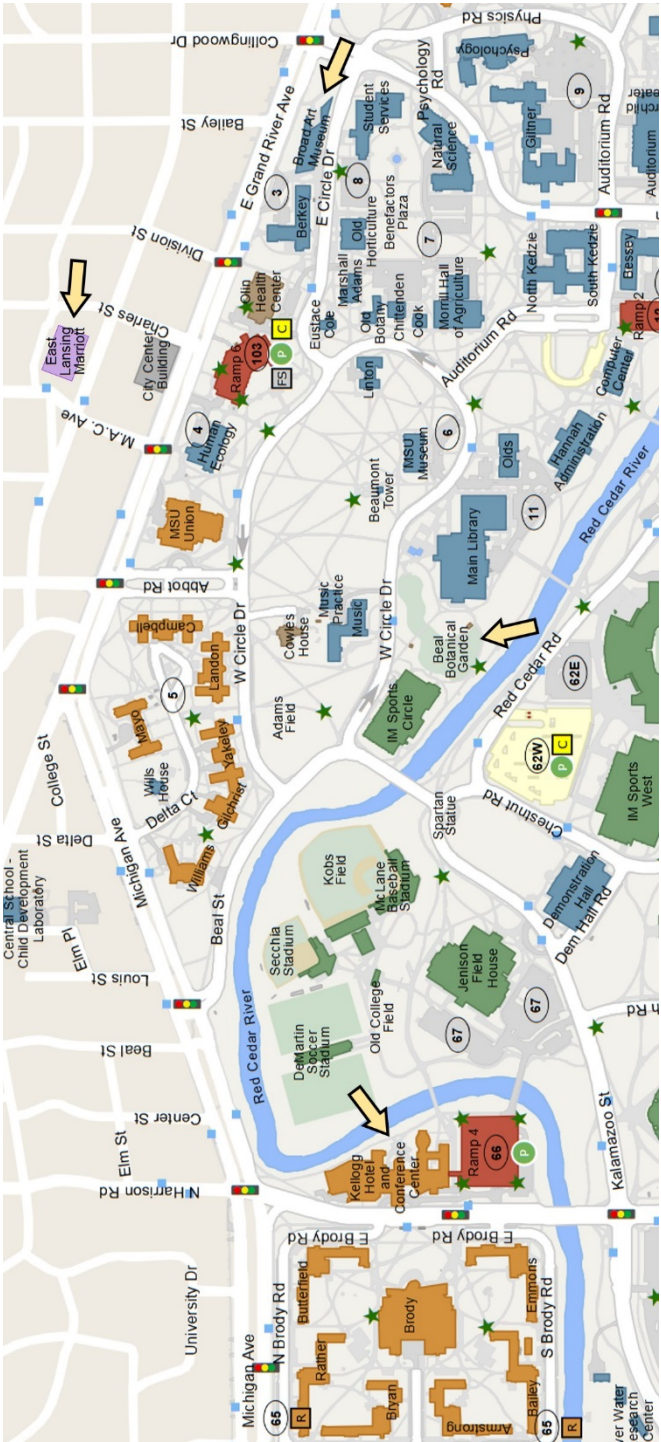 Collingwood Dr
Physics Rd
E Grand River Ave
Bailey St
Broad Art
Museum
E Circle Dr
Student
Services
Psychology
Rd
Psychology
9
Natural
Science
Giltner
Auditorium Rd
Auditorium
Division St
3
Berkey
8
Old
Horticulture
Benefactors
Plaza
7
Charles St
East
Lansing
Marriott
City Center
Building
Olin
Health
Center
Ramp 6
103
C
P
FS
Eustace
Cole
Marshall
Adams
Old
Botany
Chittenden
Cook
Morrill Hall
of Agriculture
North Kedzie
South Kedzie
Bessey
Ramp 2
Auditorium Rd
Linton
Computer
Center
M.A.C. Ave
4
Human
Ecology
MSU
Museum
6
Olds
Hannah
Administration
Beaumont
Tower
MSU
Union
Main Library
11
Red Cedar River
Abbot Rd
Campbell
Landon
W Circle Dr
Cowles
House
Music
Practice
Music
W Circle Dr
Beal
Botanical
Garden
Red Cedar Rd
62E
College St
5
Mayo
Wills
House
Yakeley
Gilchrist
Adams
Field
IM Sports
Circle
62W
P
C
IM Sports
West
Delta St
Delta Ct
Michigan Ave
Williams
Spartan
Statue
Chestnut Rd
Central School -
Child Development
Laboratory
Elm Pl
Beal St
Kobs
Field
McLane
Baseball
Stadium
Demonstration
Hall
Dem Hall Rd
Louis St
Secchia
Stadium
Old College
Field
Jenison
Field
House
67
67
Beal St
Red Cedar River
DeMartin
Soccer
Stadium
Center St
Elm St
N Harrison Rd
Kellogg
Hotel
and
Conference
Center
Ramp 4
66
P
Kalamazoo St
University Dr
E Brody Rd
E Brody Rd
N Brody Rd
Butterfield
Brody
Emmons
S Brody Rd
Michigan Ave
Rather
Bryan
Armstrong
Bailey
65
R
65
R
Center